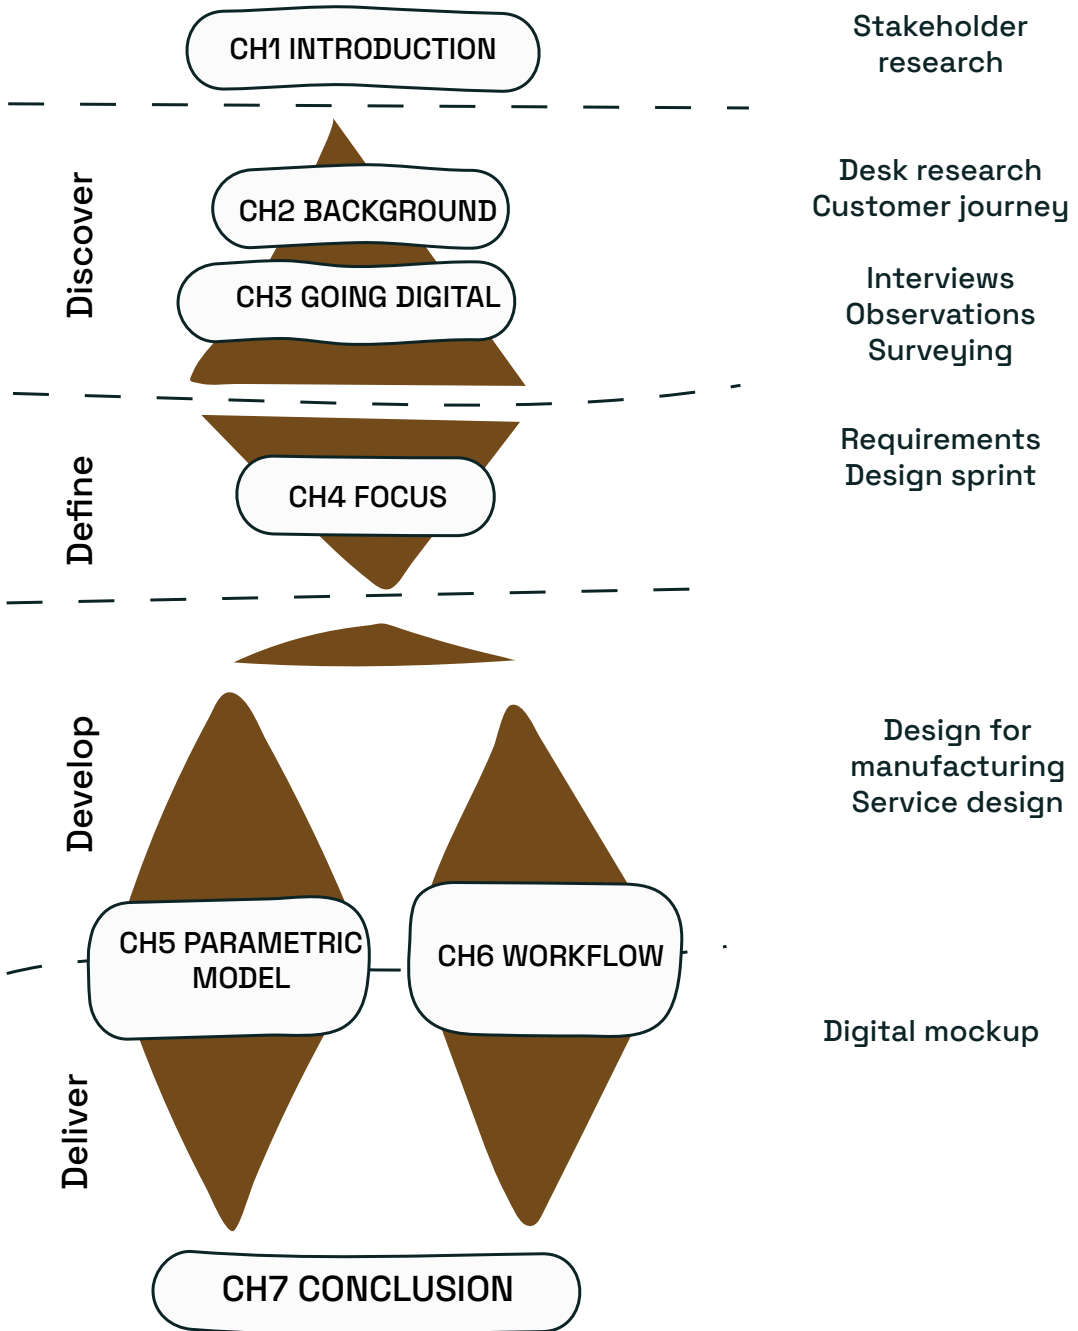 CH1 INTRODUCTION
Stakeholder
research
Discover
CH2 BACKGROUND
Desk research
Customer journey
CH3 GOING DIGITAL
Interviews
Observations
Surveying
Define
CH4 FOCUS
Requirements
Design sprint
Develop
Design for
manufacturing
Service design
CH5 PARAMETRIC
MODEL
CH6 WORKFLOW
Deliver
Digital mockup
CH7 CONCLUSION